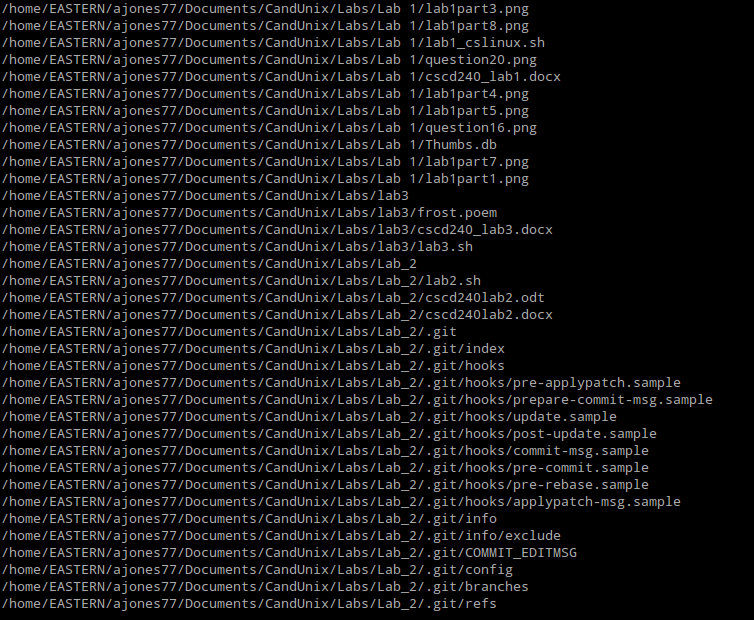 /home/EASTERN/ajones77/Documents/CandUnix/Labs/Lab 1/lab1part3.png
/home/EASTERN/ajones77/Documents/CandUnix/Labs/Lab 1/lab1part8.png
/home/EASTERN/ajones77/Documents/CandUnix/Labs/Lab 1/lab1_cslinux.sh
/home/EASTERN/ajones77/Documents/CandUnix/Labs/Lab 1/question20.png
/home/EASTERN/ajones77/Documents/CandUnix/Labs/Lab 1/cscd240_lab1.docx
/home/EASTERN/ajones77/Documents/CandUnix/Labs/Lab 1/lab1part4.png
/home/EASTERN/ajones77/Documents/CandUnix/Labs/Lab 1/lab1part5.png
/home/EASTERN/ajones77/Documents/CandUnix/Labs/Lab 1/question16.png
/home/EASTERN/ajones77/Documents/CandUnix/Labs/Lab 1/Thumbs.db
/home/EASTERN/ajones77/Documents/CandUnix/Labs/Lab 1/lab1part7.png
/home/EASTERN/ajones77/Documents/CandUnix/Labs/Lab 1/lab1part1.png
/home/EASTERN/ajones77/Documents/CandUnix/Labs/lab3
/home/EASTERN/ajones77/Documents/CandUnix/Labs/lab3/frost.poem
/home/EASTERN/ajones77/Documents/CandUnix/Labs/lab3/cscd240_lab3.docx
/home/EASTERN/ajones77/Documents/CandUnix/Labs/lab3/lab3.sh
/home/EASTERN/ajones77/Documents/CandUnix/Labs/Lab_2
/home/EASTERN/ajones77/Documents/CandUnix/Labs/Lab_2/lab2.sh
/home/EASTERN/ajones77/Documents/CandUnix/Labs/Lab_2/cscd240lab2.odt
/home/EASTERN/ajones77/Documents/CandUnix/Labs/Lab_2/cscd240lab2.docx
/home/EASTERN/ajones77/Documents/CandUnix/Labs/Lab_2/.git
/home/EASTERN/ajones77/Documents/CandUnix/Labs/Lab_2/.git/index
/home/EASTERN/ajones77/Documents/CandUnix/Labs/Lab_2/.git/hooks
/home/EASTERN/ajones77/Documents/CandUnix/Labs/Lab_2/.git/hooks/pre-applypatch.sample
/home/EASTERN/ajones77/Documents/CandUnix/Labs/Lab_2/.git/hooks/prepare-commit-msg.sample
/home/EASTERN/ajones77/Documents/CandUnix/Labs/Lab_2/.git/hooks/update.sample
/home/EASTERN/ajones77/Documents/CandUnix/Labs/Lab_2/.git/hooks/post-update.sample
/home/EASTERN/ajones77/Documents/CandUnix/Labs/Lab_2/.git/hooks/commit-msg.sample
/home/EASTERN/ajones77/Documents/CandUnix/Labs/Lab_2/.git/hooks/pre-commit.sample
/home/EASTERN/ajones77/Documents/CandUnix/Labs/Lab_2/.git/hooks/pre-rebase.sample
/home/EASTERN/ajones77/Documents/CandUnix/Labs/Lab_2/.git/hooks/applypatch-msg.sample
/home/EASTERN/ajones77/Documents/CandUnix/Labs/Lab_2/.git/info
/home/EASTERN/ajones77/Documents/CandUnix/Labs/Lab_2/.git/info/exclude
/home/EASTERN/ajones77/Documents/CandUnix/Labs/Lab_2/.git/COMMIT_EDITMSG
/home/EASTERN/ajones77/Documents/CandUnix/Labs/Lab_2/.git/config
/home/EASTERN/ajones77/Documents/CandUnix/Labs/Lab_2/.git/branches
/home/EASTERN/ajones77/Documents/CandUnix/Labs/Lab_2/.git/refs